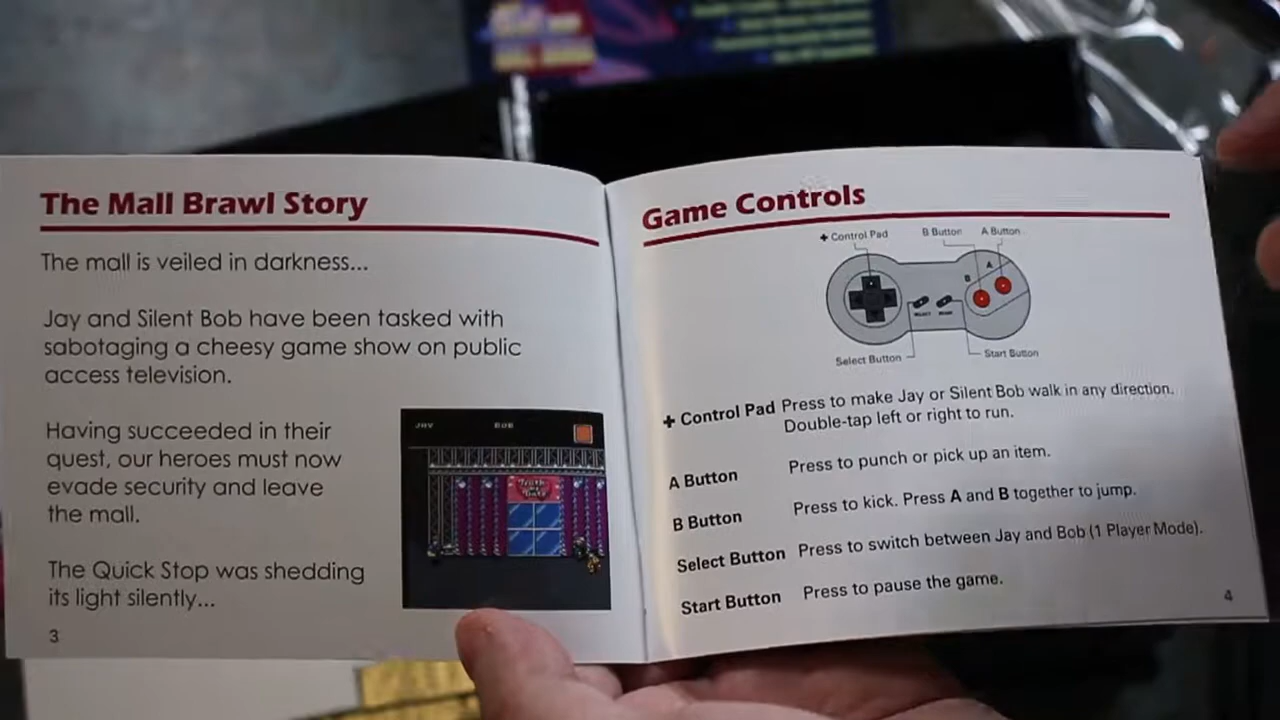 The Mall Brawl Story
The mall is veiled in darkness...
Jay and Silent Bob have been tasked with
sabotaging a cheesy game show on public
access television.
Having succeeded in their
quest, our heroes must now
evade security and leave
the mall.
The Quick Stop was shedding
its light silently...
JAY BOB
Truth
or
Date
3
Game Controls
+ Control Pad
B Button
A Button
B
A
SELECT
START
Select Button
Start Button
+ Control Pad Press to make Jay or Silent Bob walk in any direction.
Double-tap left or right to run.
A Button Press to punch or pick up an item.
B Button Press to kick. Press A and B together to jump.
Select Button Press to switch between Jay and Bob (1 Player Mode).
Start Button Press to pause the game.
4